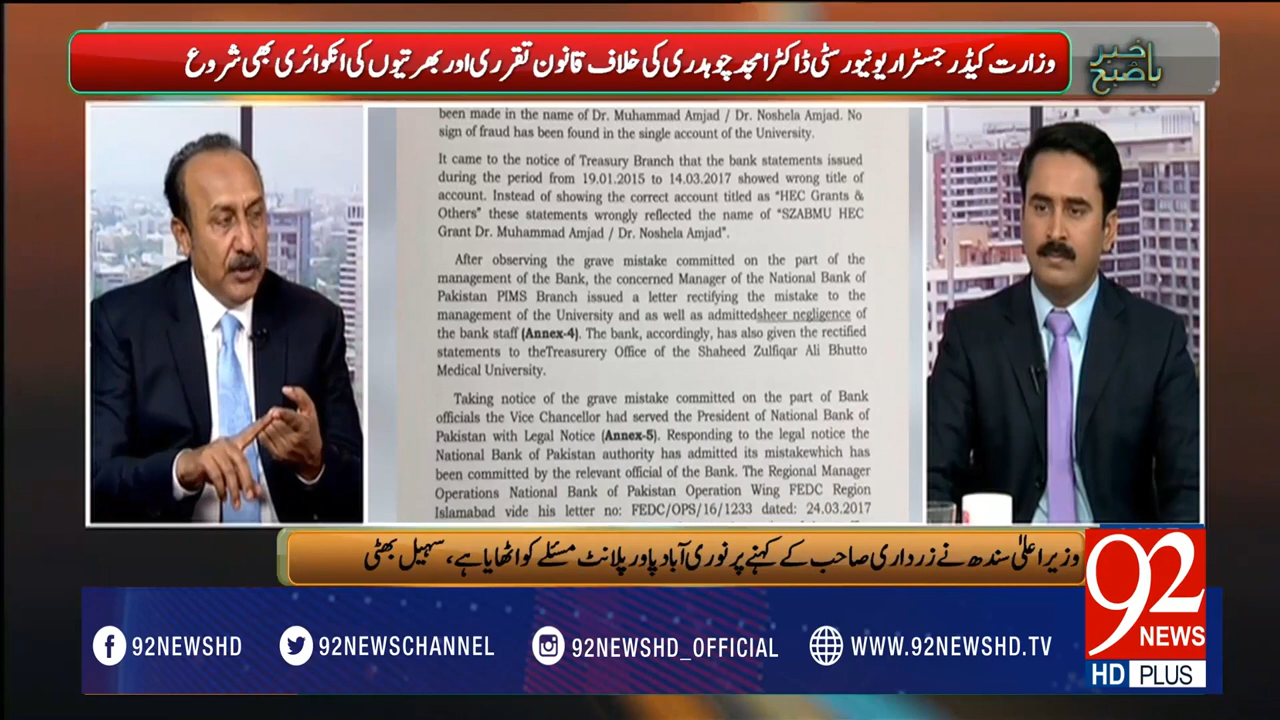 وزارت کیڈر جسٹرار یونیورسٹی ڈاکٹر امجد چوہدری کی خلاف قانون تقرری اور بھرتیوں کی انکوائری بھی شروع
باخبر صبح
been made in the name of Dr. Muhammad Amjad / Dr. Noshela Amjad. No
sign of fraud has been found in the single account of the University.
It came to the notice of Treasury Branch that the bank statements issued
during the period from 19.01.2015 to 14.03.2017 showed wrong title of
account. Instead of showing the correct account titled as "HEC Grants &
Others" these statements wrongly reflected the name of "SZABMU HEC
Grant Dr. Muhammad Amjad / Dr. Noshela Amjad".
After observing the grave mistake committed on the part of the
management of the Bank, the concerned Manager of the National Bank of
Pakistan PIMS Branch issued a letter rectifying the mistake to the
management of the University and as well as admittedsheer negligence of
the bank staff (Annex-4). The bank, accordingly, has also given the rectified
statements to theTreasurery Office of the Shaheed Zulfiqar Ali Bhutto
Medical University.
Taking notice of the grave mistake committed on the part of Bank
officials the Vice Chancellor had served the President of National Bank of
Pakistan with Legal Notice (Annex-5). Responding to the legal notice the
National Bank of Pakistan authority has admitted its mistakewhich has
been committed by the relevant official of the Bank. The Regional Manager
Operations National Bank of Pakistan Operation Wing FEDC Region
Islamabad vide his letter no: FEDC/OPS/16/1233 dated: 24.03.2017
وزیراعلیٰ سندھ نے زرداری صاحب کے کہنے پر نوری آباد پاور پلانٹ مسئلے کو اٹھایا ہے، سہیل بھٹی
92
NEWS
HD PLUS
92NEWSHD
92NEWSCHANNEL
92NEWSHD_OFFICIAL
WWW.92NEWSHD.TV